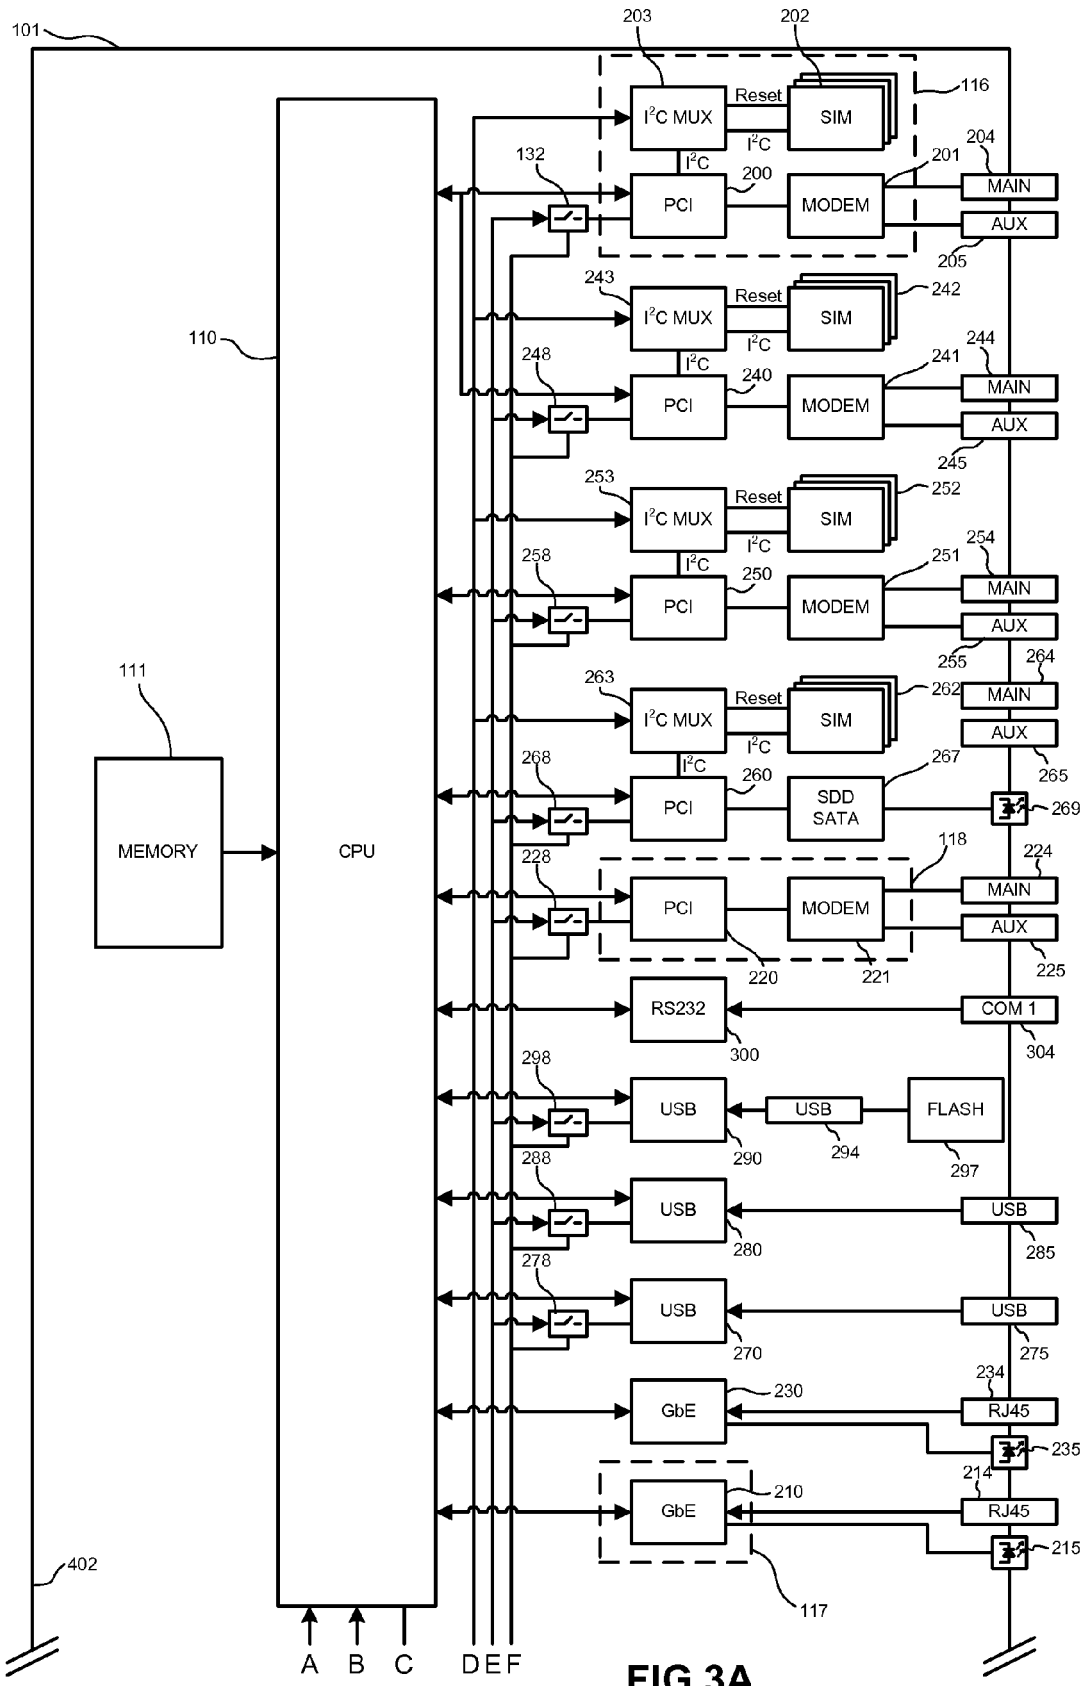 101
203
202
I²C MUX
Reset
SIM
116
I²C
I²C
132
200
201
204
PCI
MODEM
MAIN
AUX
205
243
I²C MUX
Reset
SIM
242
I²C
I²C
110
248
240
241
244
PCI
MODEM
MAIN
AUX
245
253
I²C MUX
Reset
SIM
252
I²C
I²C
258
250
251
254
PCI
MODEM
MAIN
AUX
255
264
111
263
I²C MUX
Reset
SIM
262
MAIN
I²C
AUX
265
I²C
268
260
267
PCI
SDD
SATA
269
MEMORY
CPU
228
118
224
PCI
MODEM
MAIN
AUX
220
221
225
RS232
COM 1
300
304
298
USB
USB
FLASH
290
294
297
288
USB
USB
280
285
278
USB
USB
270
275
230
234
GbE
RJ45
235
210
214
GbE
RJ45
215
402
117
A
B
C
D
E
F
FIG.3A